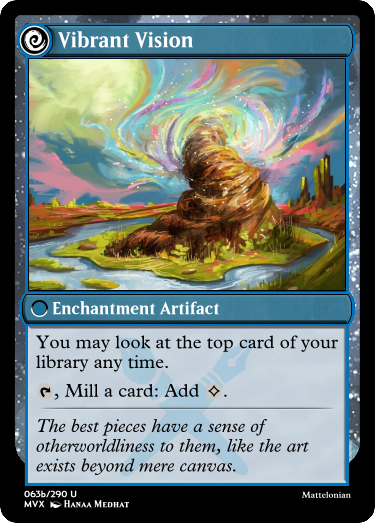 Vibrant Vision
Enchantment Artifact
You may look at the top card of your
library any time.
, Mill a card: Add .
The best pieces have a sense of
otherworldliness to them, like the art
exists beyond mere canvas.
063b/290 U
Mattelonian
MVX Hanaa Medhat